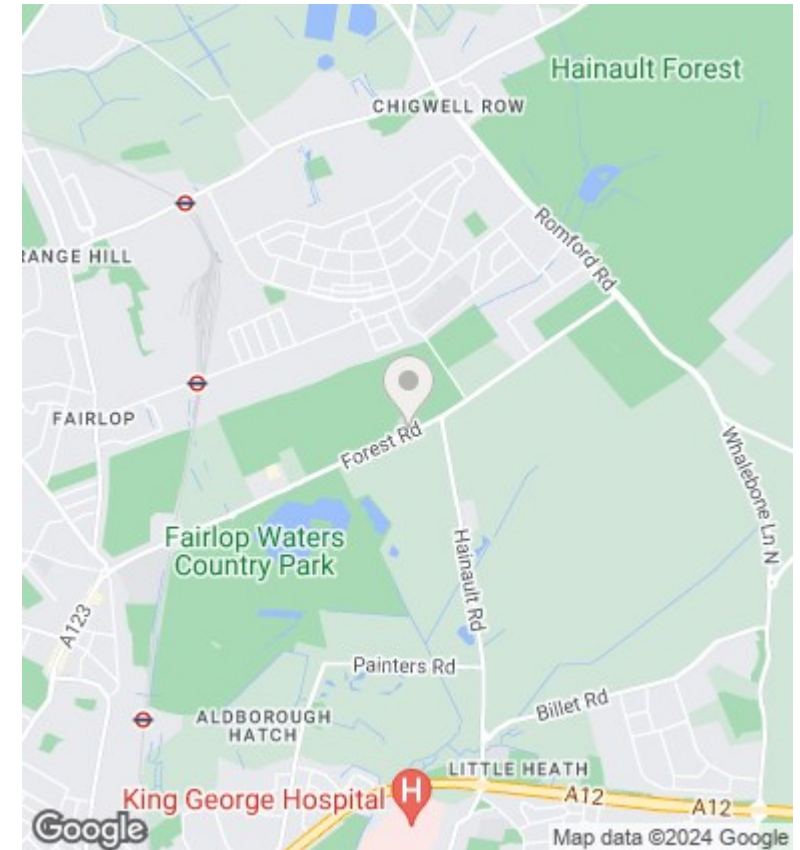 Hainault Forest
CHIGWELL ROW
Romford Rd
RANGE HILL
FAIRLOP
Forest Rd
Whalebone Ln N
Fairlop Waters
Country Park
Hainault Rd
A123
Painters Rd
Billet Rd
ALDBOROUGH
HATCH
LITTLE HEATH
King George Hospital
H
A12
A12
Google
Map data ©2024 Google